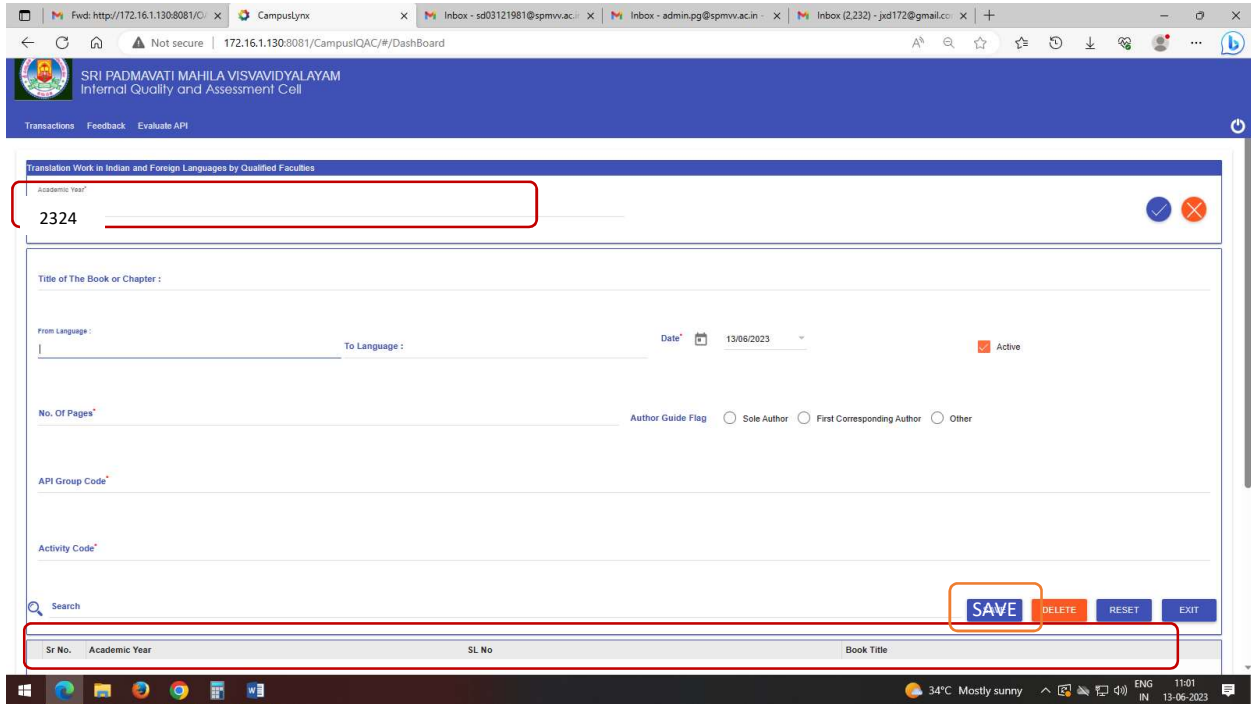 Fwd: http://172.16.1.130:8081/C/ CampusLynx Inbox - sd03121981@spmvv.ac.i Inbox - admin.pg@spmvv.ac.in - Inbox (2,232) - jxd172@gmail.co
Not secure 172.16.1.130:8081/CampusIQAC/#/DashBoard
SRI PADMAVATI MAHILA VISVAVIDYALAYAM
Internal Quality and Assessment Cell
Transactions Feedback Evaluate API
Translation Work in Indian and Foreign Languages by Qualified Faculties
Academic Year*
2324
Title of The Book or Chapter :
From Language :
To Language : Date* 13/06/2023 Active
No. Of Pages* Author Guide Flag Sole Author First Corresponding Author Other
API Group Code*
Activity Code*
Search SAVE DELETE RESET EXIT
Sr No. Academic Year SL No Book Title
34°C Mostly sunny ENG 11:01
IN 13-06-2023